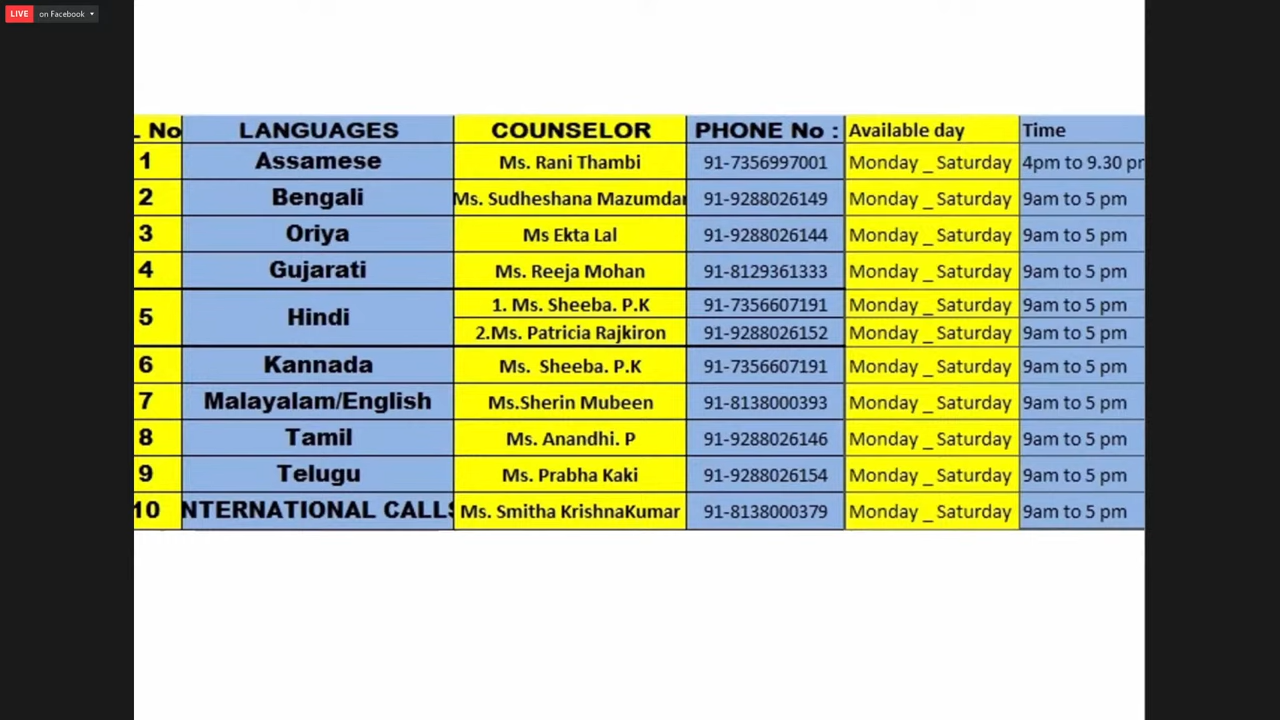 LIVE on Facebook
L No LANGUAGES COUNSELOR PHONE No : Available day Time
1 Assamese Ms. Rani Thambi 91-7356997001 Monday _ Saturday 4pm to 9.30 pr
2 Bengali Ms. Sudheshana Mazumdar 91-9288026149 Monday _ Saturday 9am to 5 pm
3 Oriya Ms Ekta Lal 91-9288026144 Monday _ Saturday 9am to 5 pm
4 Gujarati Ms. Reeja Mohan 91-8129361333 Monday _ Saturday 9am to 5 pm
5 Hindi 1. Ms. Sheeba. P.K 91-7356607191 Monday _ Saturday 9am to 5 pm
2.Ms. Patricia Rajkiron 91-9288026152 Monday _ Saturday 9am to 5 pm
6 Kannada Ms. Sheeba. P.K 91-7356607191 Monday _ Saturday 9am to 5 pm
7 Malayalam/English Ms.Sherin Mubeen 91-8138000393 Monday _ Saturday 9am to 5 pm
8 Tamil Ms. Anandhi. P 91-9288026146 Monday _ Saturday 9am to 5 pm
9 Telugu Ms. Prabha Kaki 91-9288026154 Monday _ Saturday 9am to 5 pm
10 NTERNATIONAL CALLS Ms. Smitha KrishnaKumar 91-8138000379 Monday _ Saturday 9am to 5 pm